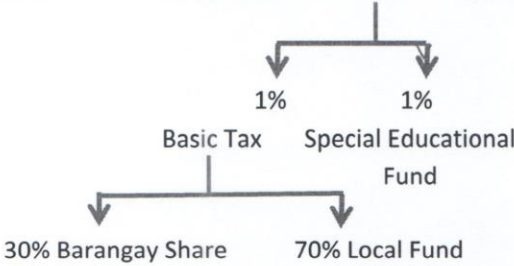 1% 1%
Basic Tax Special Educational
Fund
30% Barangay Share 70% Local Fund